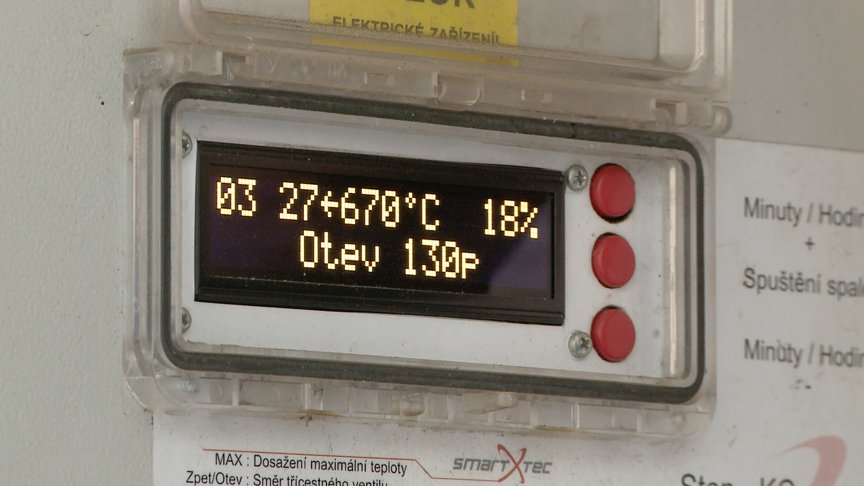 ELEKTRICKÉ ZAŘÍZENÍ!
03 27←670°C 18%
Otev 130p
Minuty / Hodin
+
Spuštění spal
Minuty / Hodin
MAX : Dosažení maximální teploty
Zpet/Otev : Směr třícestného ventilu
smartXtec